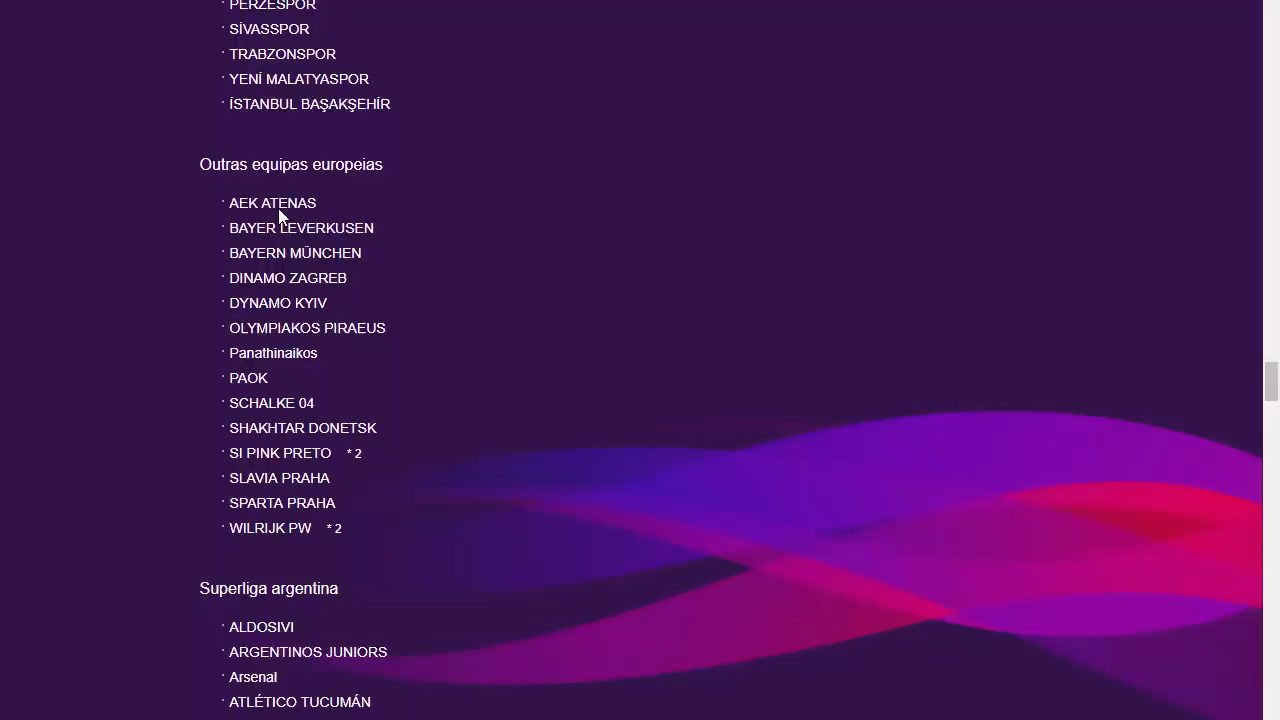 PERZESPOR
SİVASSPOR
TRABZONSPOR
YENİ MALATYASPOR
İSTANBUL BAŞAKŞEHİR
Outras equipas europeias
AEK ATENAS
BAYER LEVERKUSEN
BAYERN MÜNCHEN
DINAMO ZAGREB
DYNAMO KYIV
OLYMPIAKOS PIRAEUS
Panathinaikos
PAOK
SCHALKE 04
SHAKHTAR DONETSK
SI PINK PRETO * 2
SLAVIA PRAHA
SPARTA PRAHA
WILRIJK PW * 2
Superliga argentina
ALDOSIVI
ARGENTINOS JUNIORS
Arsenal
ATLÉTICO TUCUMÁN